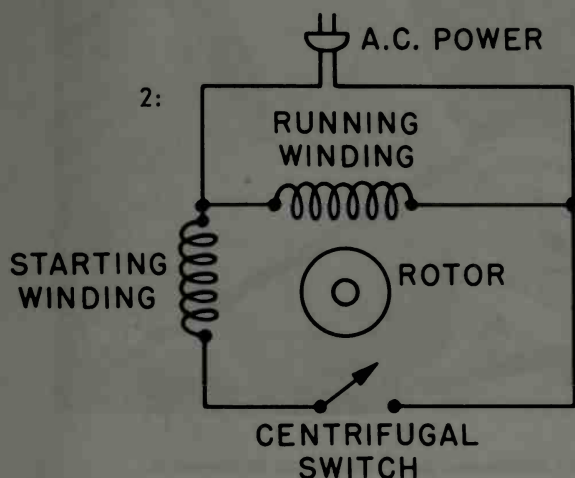 A.C. POWER
2:
RUNNING
WINDING
STARTING
WINDING
ROTOR
CENTRIFUGAL
SWITCH